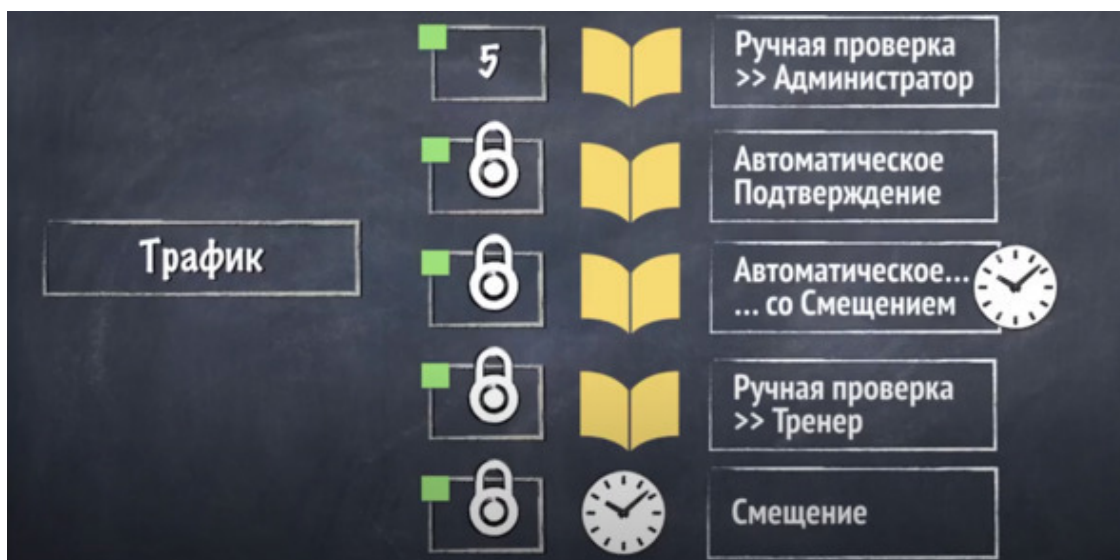 5
Ручная проверка
>> Администратор
Автоматическое
Подтверждение
Трафик
Автоматическое...
... со Смещением
Ручная проверка
>> Тренер
Смещение